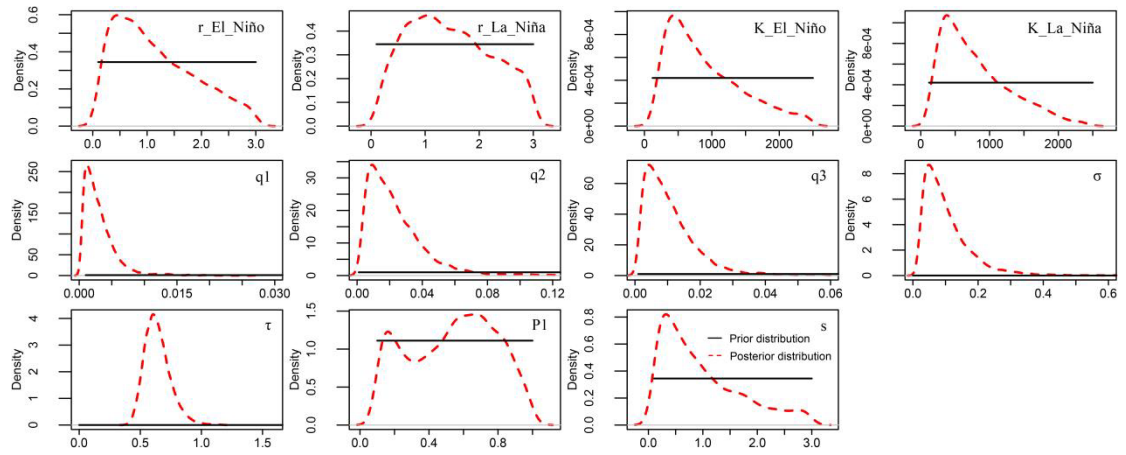 r_El_Niño
Density
0.0 0.2 0.4 0.6
0.0 1.0 2.0 3.0
r_La_Niña
Density
0.0 0.1 0.2 0.3 0.4
0 1 2 3
K_El_Niño
Density
0e+00 4e-04 8e-04
0 1000 2000
K_La_Niña
Density
0e+00 4e-04 8e-04
0 1000 2000
q1
Density
0 50 150 250
0.000 0.015 0.030
q2
Density
0 10 20 30
0.00 0.04 0.08 0.12
q3
Density
0 20 40 60
0.00 0.02 0.04 0.06
σ
Density
0 2 4 6 8
0.0 0.2 0.4 0.6
τ
Density
0 1 2 3 4
0.0 0.5 1.0 1.5
P1
Density
0.0 0.5 1.0 1.5
0.0 0.4 0.8
s
Density
0.0 0.2 0.4 0.6 0.8
0.0 1.0 2.0 3.0
Prior distribution
Posterior distribution